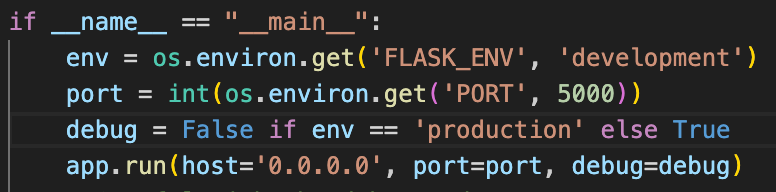 if __name__ == "__main__":
    env = os.environ.get('FLASK_ENV', 'development')
    port = int(os.environ.get('PORT', 5000))
    debug = False if env == 'production' else True
    app.run(host='0.0.0.0', port=port, debug=debug)